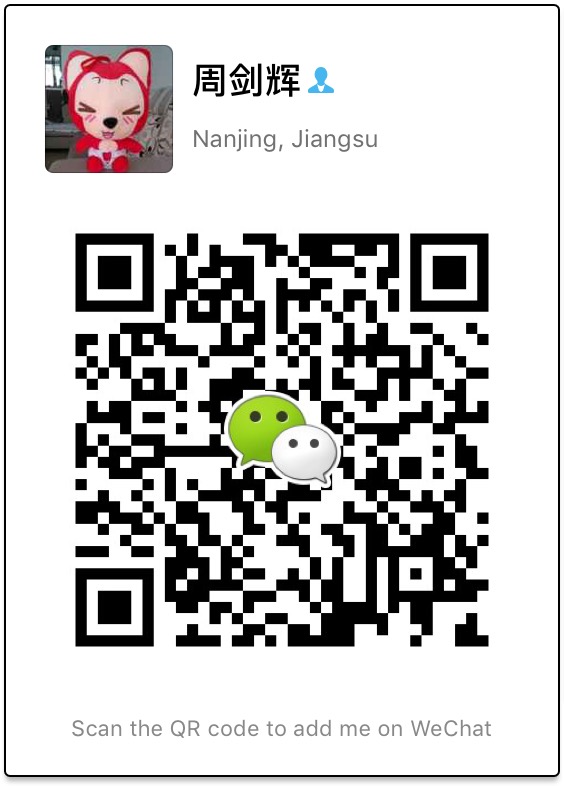 周剑辉
Nanjing, Jiangsu
Scan the QR code to add me on WeChat